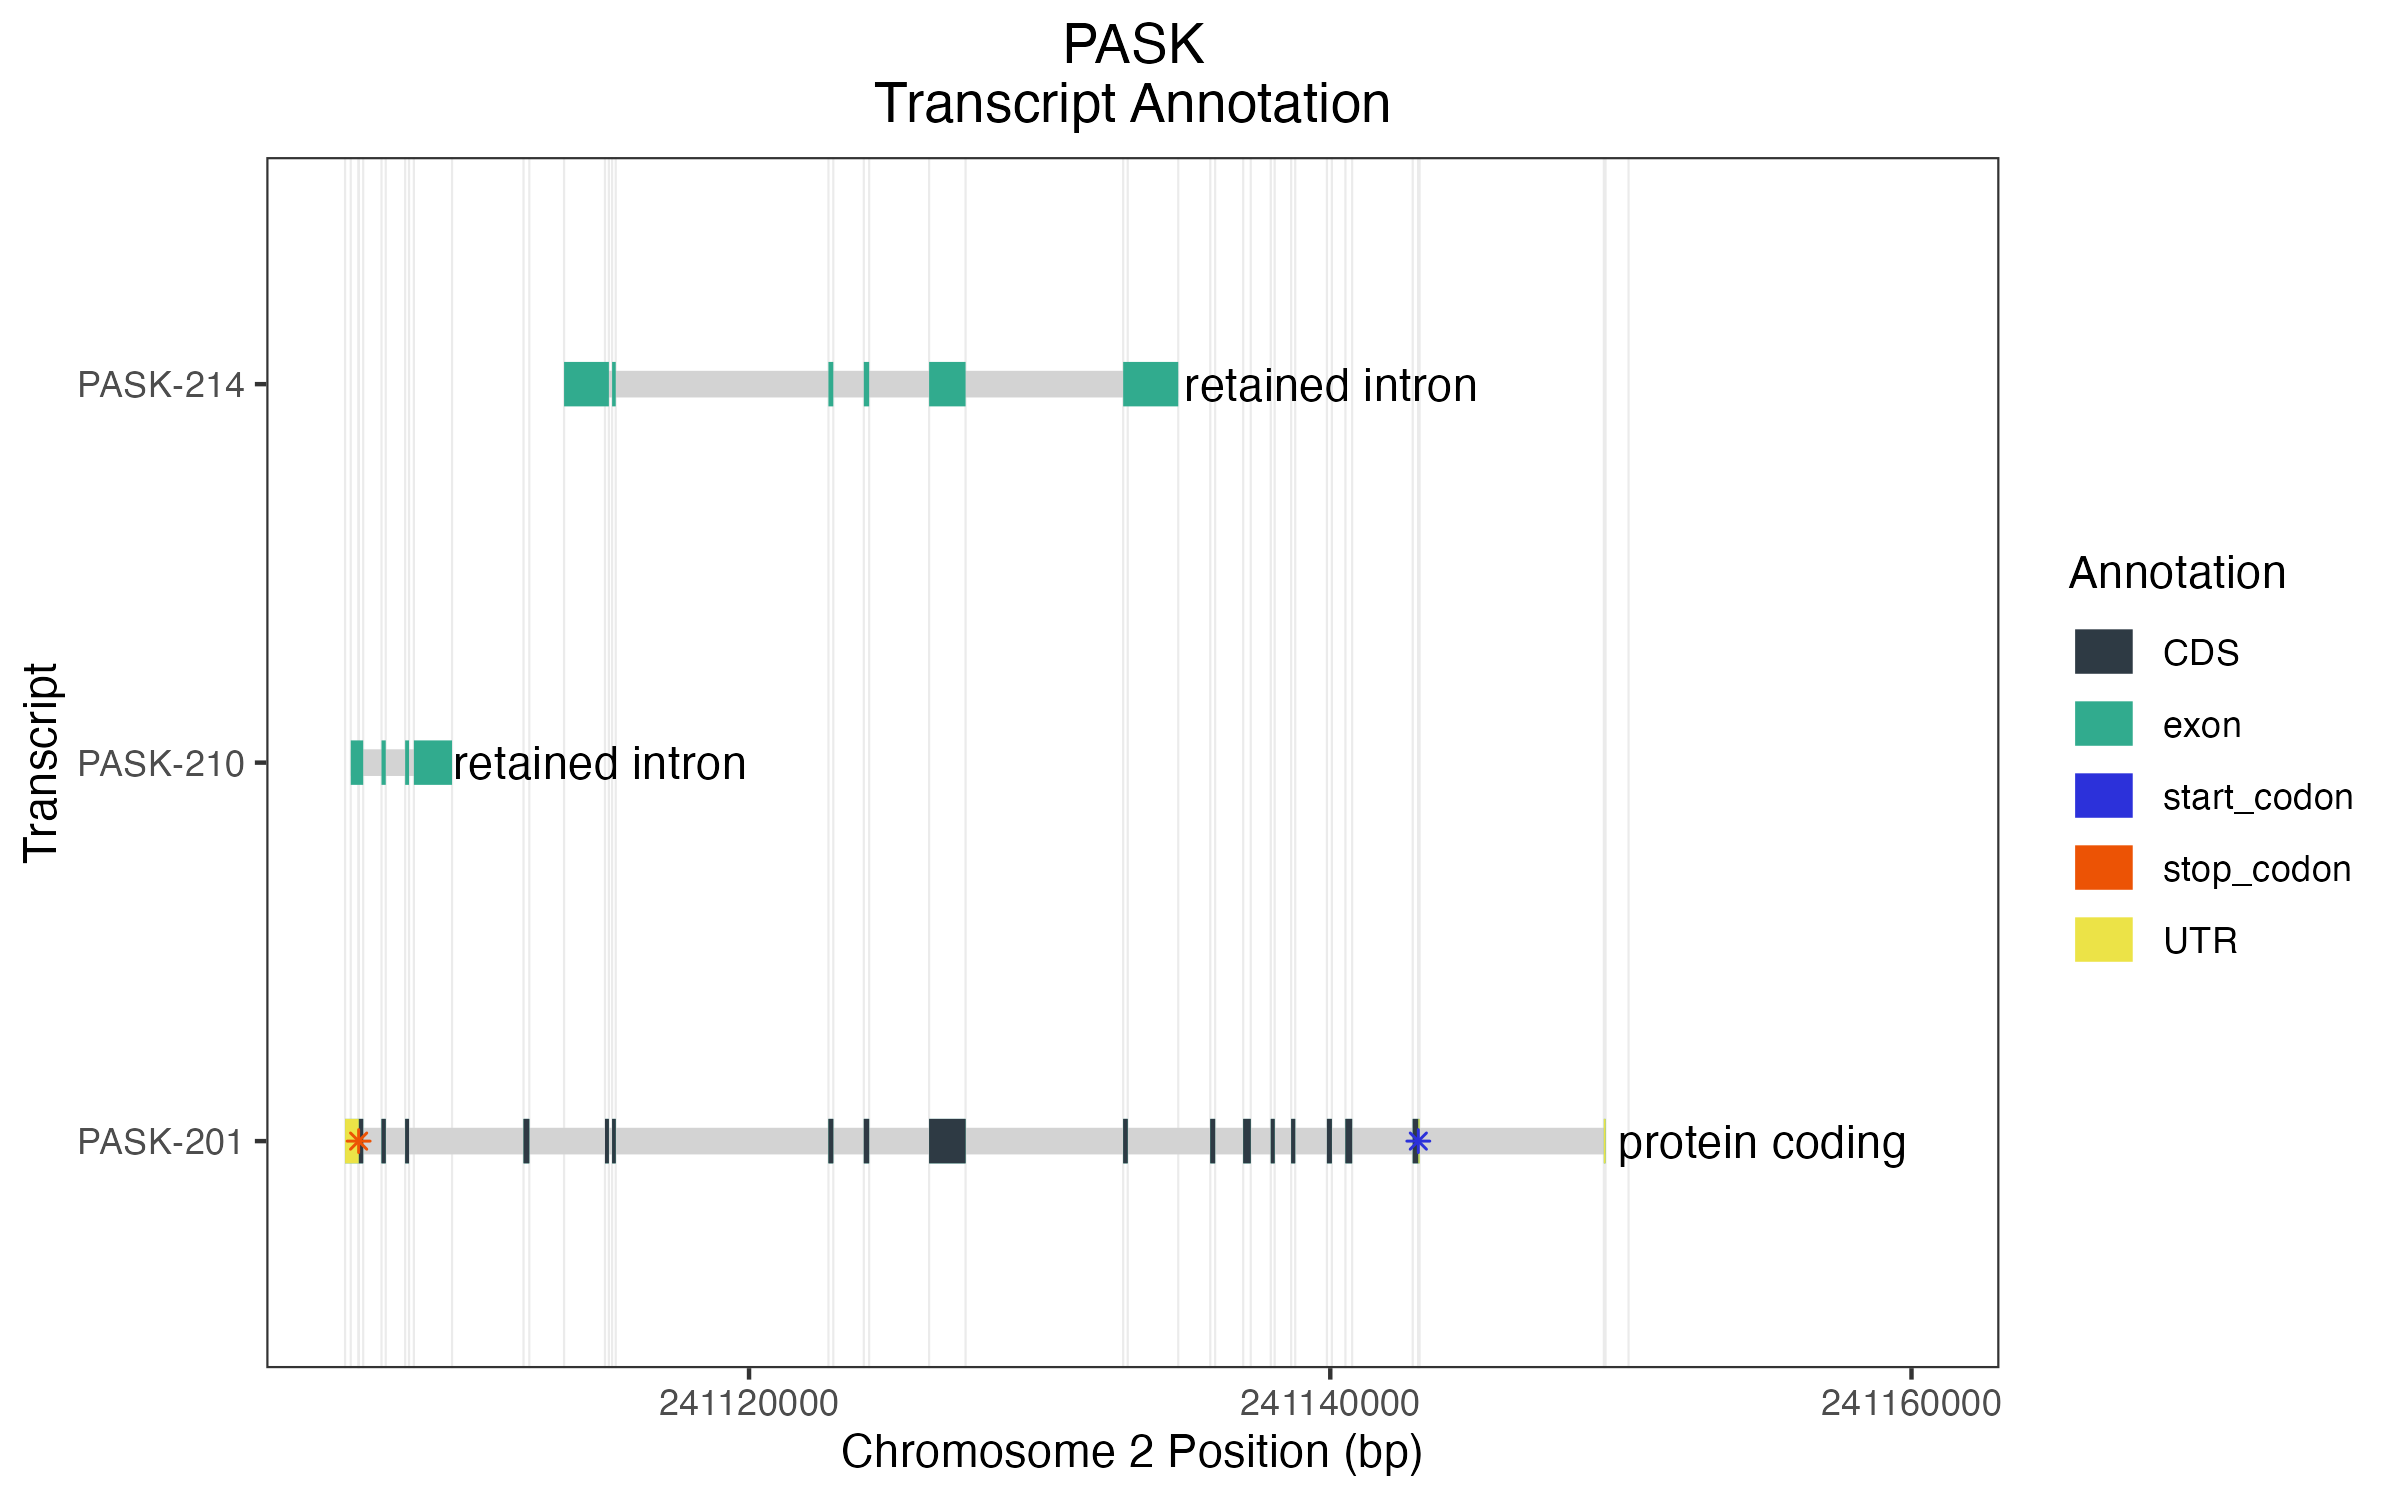 PASK
Transcript Annotation
Transcript
PASK-214
retained intron
PASK-210
retained intron
PASK-201
protein coding
241120000
241140000
241160000
Chromosome 2 Position (bp)
Annotation
CDS
exon
start_codon
stop_codon
UTR